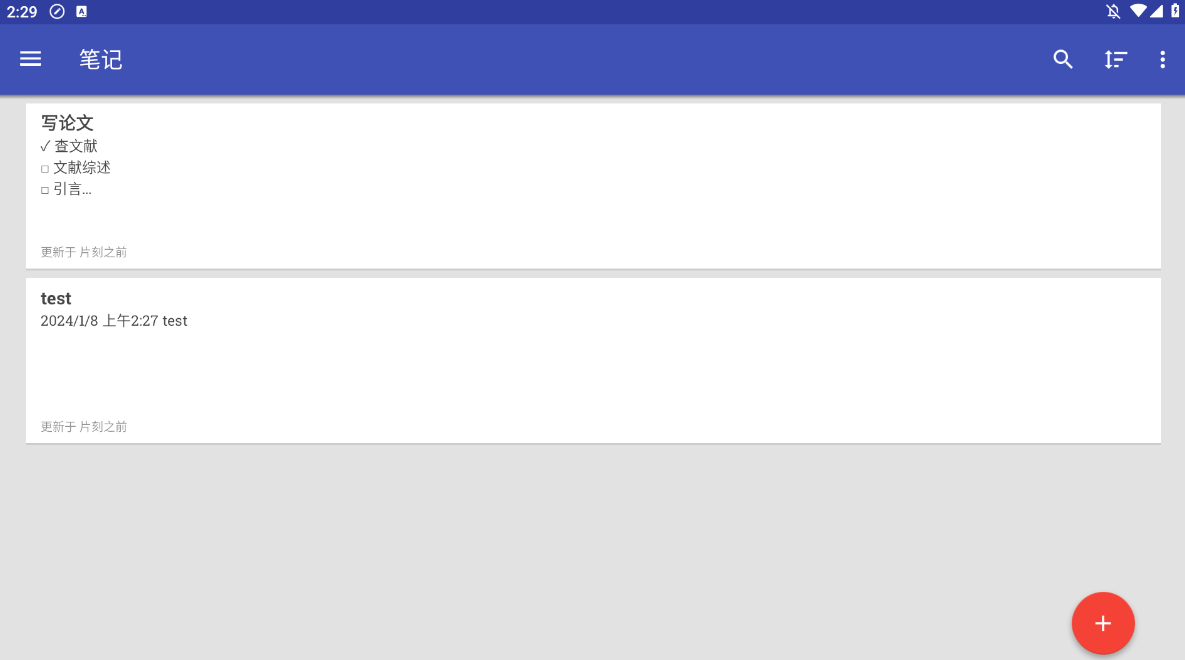 2:29
笔记
写论文
✓ 查文献
□ 文献综述
□ 引言...
更新于 片刻之前
test
2024/1/8 上午2:27 test
更新于 片刻之前